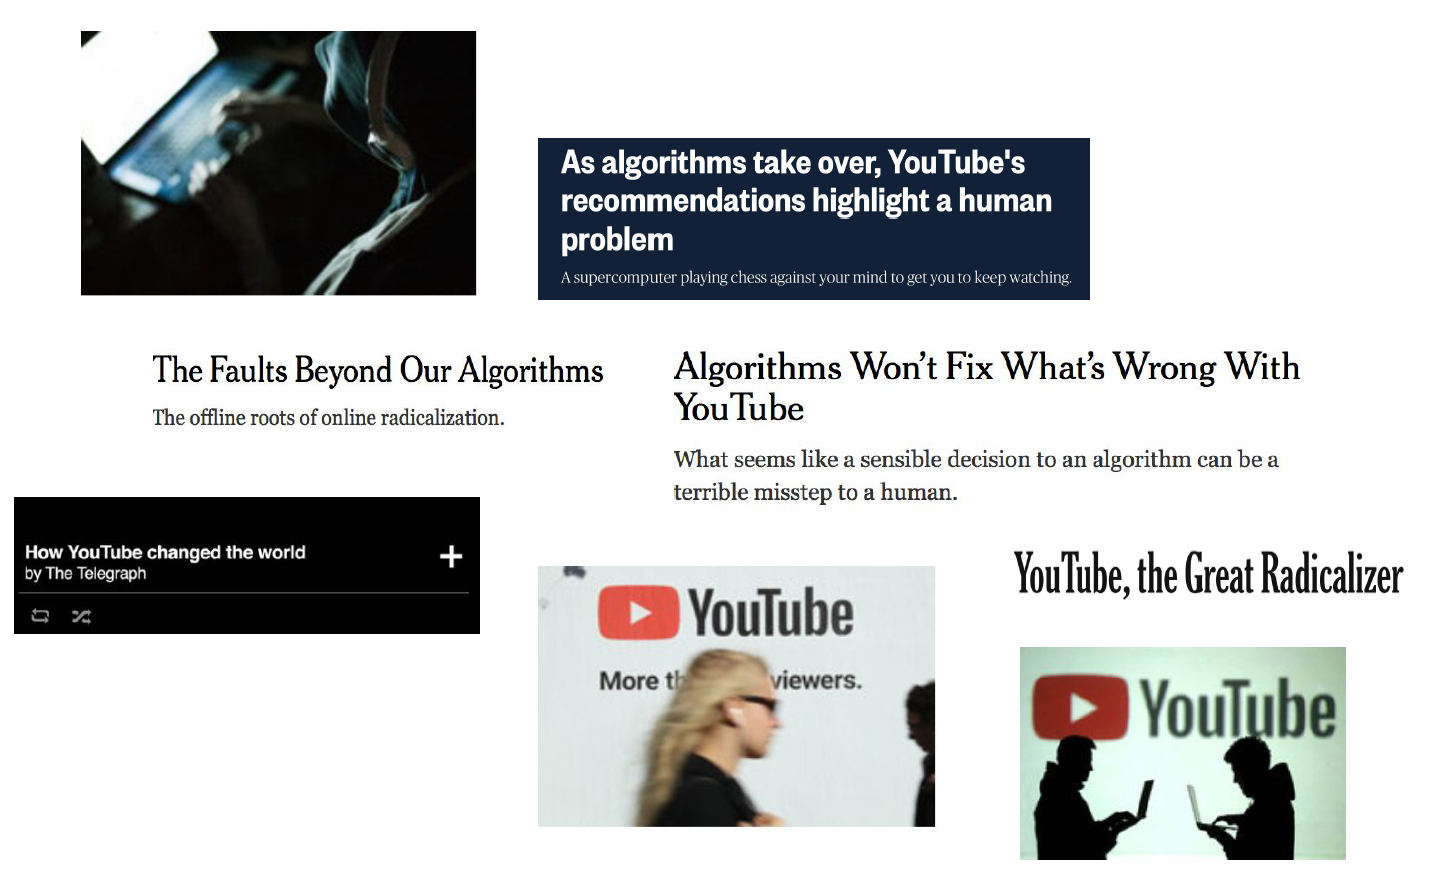 As algorithms take over, YouTube's
recommendations highlight a human
problem
A supercomputer playing chess against your mind to get you to keep watching.
The Faults Beyond Our Algorithms
The offline roots of online radicalization.
Algorithms Won’t Fix What’s Wrong With
YouTube
What seems like a sensible decision to an algorithm can be a
terrible misstep to a human.
How YouTube changed the world
by The Telegraph
YouTube
More th viewers.
YouTube, the Great Radicalizer
YouTube